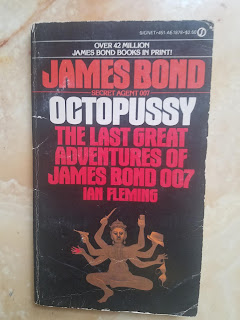 OVER 42 MILLION
JAMES BOND BOOKS IN PRINT!
JAMES BOND
SECRET AGENT 007
OCTOPUSSY
THE LAST GREAT
ADVENTURES OF
JAMES BOND 007
IAN FLEMING